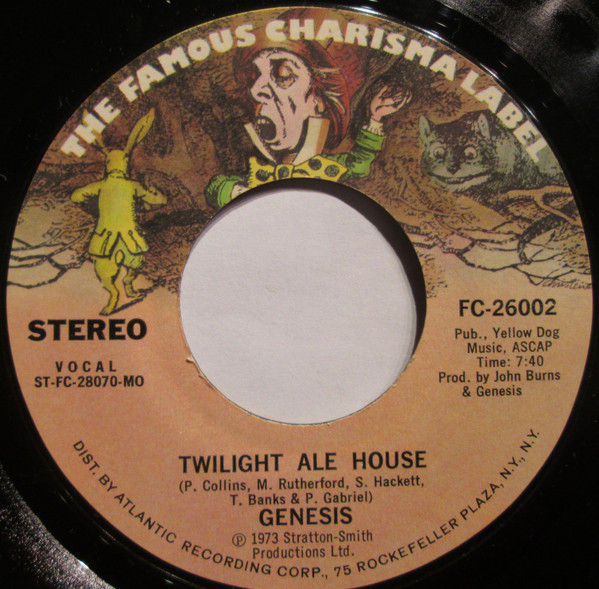 THE FAMOUS CHARISMA LABEL
STEREO
VOCAL
ST-FC-28070-MO
FC-26002
Pub., Yellow Dog
Music, ASCAP
Time: 7:40
Prod. by John Burns
& Genesis
TWILIGHT ALE HOUSE
(P. Collins, M. Rutherford, S. Hackett,
T. Banks & P. Gabriel)
GENESIS
Ⓟ 1973 Stratton-Smith
Productions Ltd.
DIST. BY ATLANTIC RECORDING CORP., 75 ROCKEFELLER PLAZA, N.Y., N.Y.